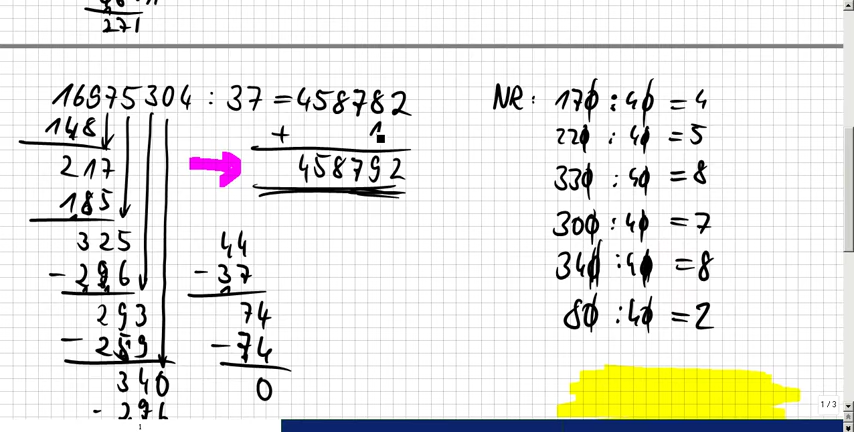 271
16975304 : 37 = 458782
148
+ 1
217
458792
185
325
- 296
293
- 259
340
- 296
44
- 37
74
- 74
0
NR: 170 : 40 = 4
220 : 40 = 5
330 : 40 = 8
300 : 40 = 7
340 : 40 = 8
80 : 40 = 2
1 / 3
1